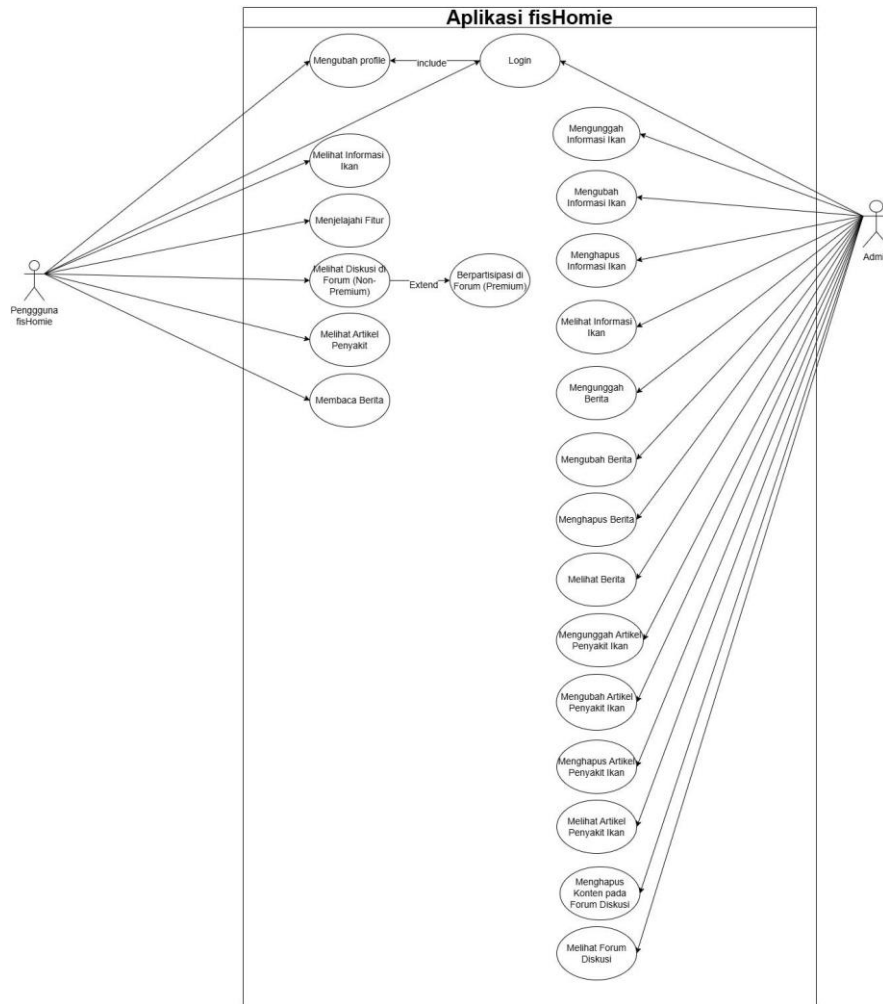 Aplikasi fisHomie
Mengubah profile
include
Login
Mengunggah
Informasi Ikan
Melihat Informasi
Ikan
Mengubah
Informasi Ikan
Menjelajahi Fitur
Admi
Menghapus
Informasi Ikan
Penggguna
fisHomie
Melihat Diskusi di
Forum (Non-
Premium)
Extend
Berpartisipasi di
Forum (Premium)
Melihat Informasi
Ikan
Melihat Artikel
Penyakit
Mengunggah
Berita
Membaca Berita
Mengubah Berita
Menghapus Berita
Melihat Berita
Mengunggah Artikel
Penyakit Ikan
Mengubah Artikel
Penyakit Ikan
Menghapus Artikel
Penyakit Ikan
Melihat Artikel
Penyakit Ikan
Menghapus
Konten pada
Forum Diskusi
Melihat Forum
Diskusi